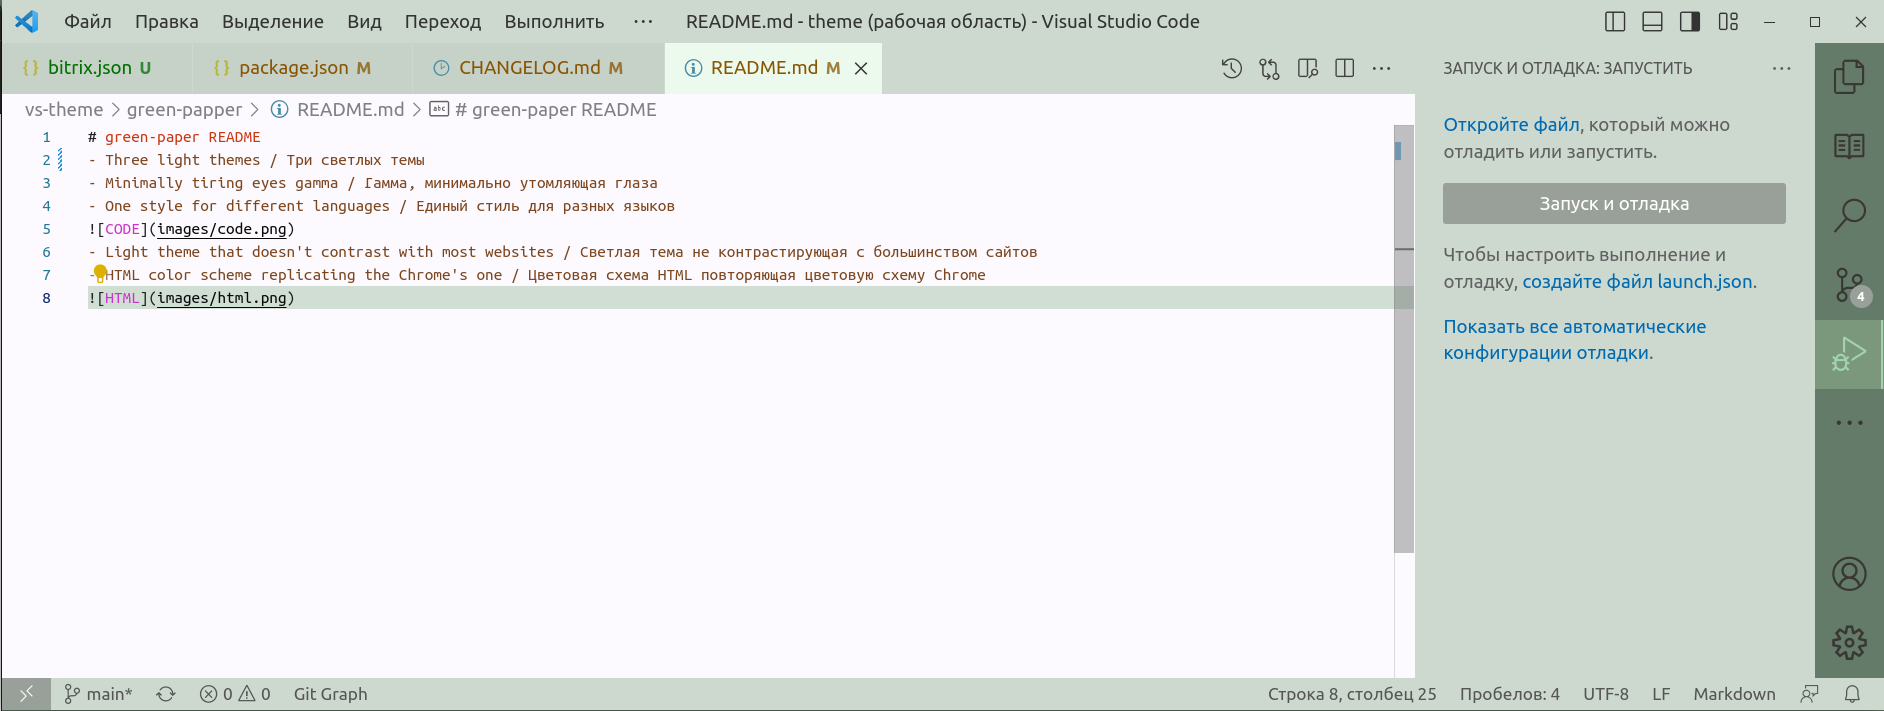 Файл Правка Выделение Вид Переход Выполнить ··· README.md - theme (рабочая область) - Visual Studio Code
{} bitrix.json U {} package.json M CHANGELOG.md M README.md M
ЗАПУСК И ОТЛАДКА: ЗАПУСТИТЬ ···
vs-theme > green-papper > README.md > # green-paper README
1 # green-paper README
2 - Three light themes / Три светлых темы
3 - Minimally tiring eyes gamma / Гамма, минимально утомляющая глаза
4 - One style for different languages / Единый стиль для разных языков
5 ![CODE](images/code.png)
6 - Light theme that doesn't contrast with most websites / Светлая тема не контрастирующая с большинством сайтов
7 - HTML color scheme replicating the Chrome's one / Цветовая схема HTML повторяющая цветовую схему Chrome
8 ![HTML](images/html.png)
Откройте файл, который можно
отладить или запустить.
Запуск и отладка
Чтобы настроить выполнение и
отладку, создайте файл launch.json.
Показать все автоматические
конфигурации отладки.
4
main* 0 0 Git Graph Строка 8, столбец 25 Пробелов: 4 UTF-8 LF Markdown